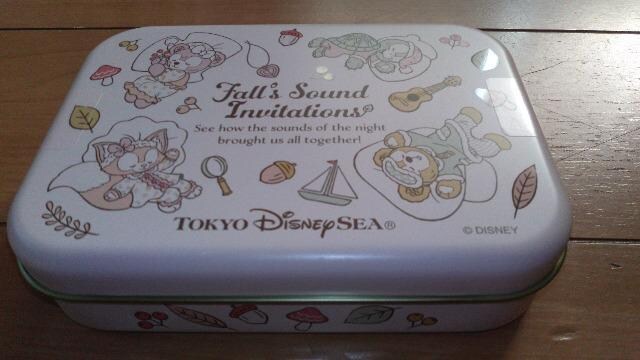 Fall's Sound
Invitations
See how the sounds of the night
brought us all together!
TOKYO DISNEYSEA®
© DISNEY